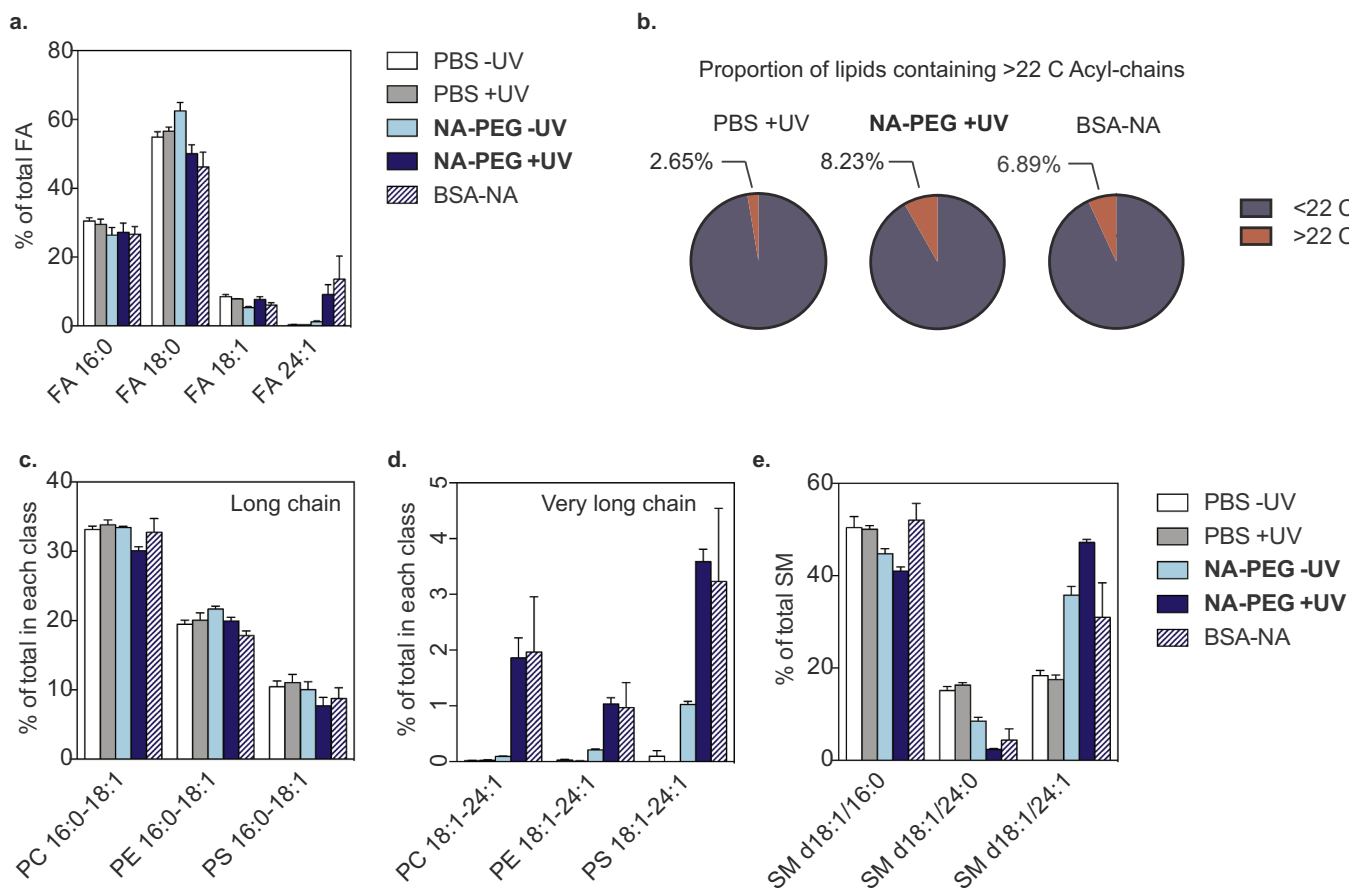 a.
% of total FA
80
60
40
20
0
FA 16:0
FA 18:0
FA 18:1
FA 24:1
PBS -UV
PBS +UV
NA-PEG -UV
NA-PEG +UV
BSA-NA
b.
Proportion of lipids containing >22 C Acyl-chains
PBS +UV
NA-PEG +UV
BSA-NA
2.65%
8.23%
6.89%
<22 C
>22 C
c.
Long chain
% of total in each class
40
30
20
10
0
PC 16:0-18:1
PE 16:0-18:1
PS 16:0-18:1
d.
Very long chain
% of total in each class
5
4
3
2
1
0
PC 18:1-24:1
PE 18:1-24:1
PS 18:1-24:1
e.
% of total SM
60
40
20
0
SM d18:1/16:0
SM d18:1/24:0
SM d18:1/24:1
PBS -UV
PBS +UV
NA-PEG -UV
NA-PEG +UV
BSA-NA